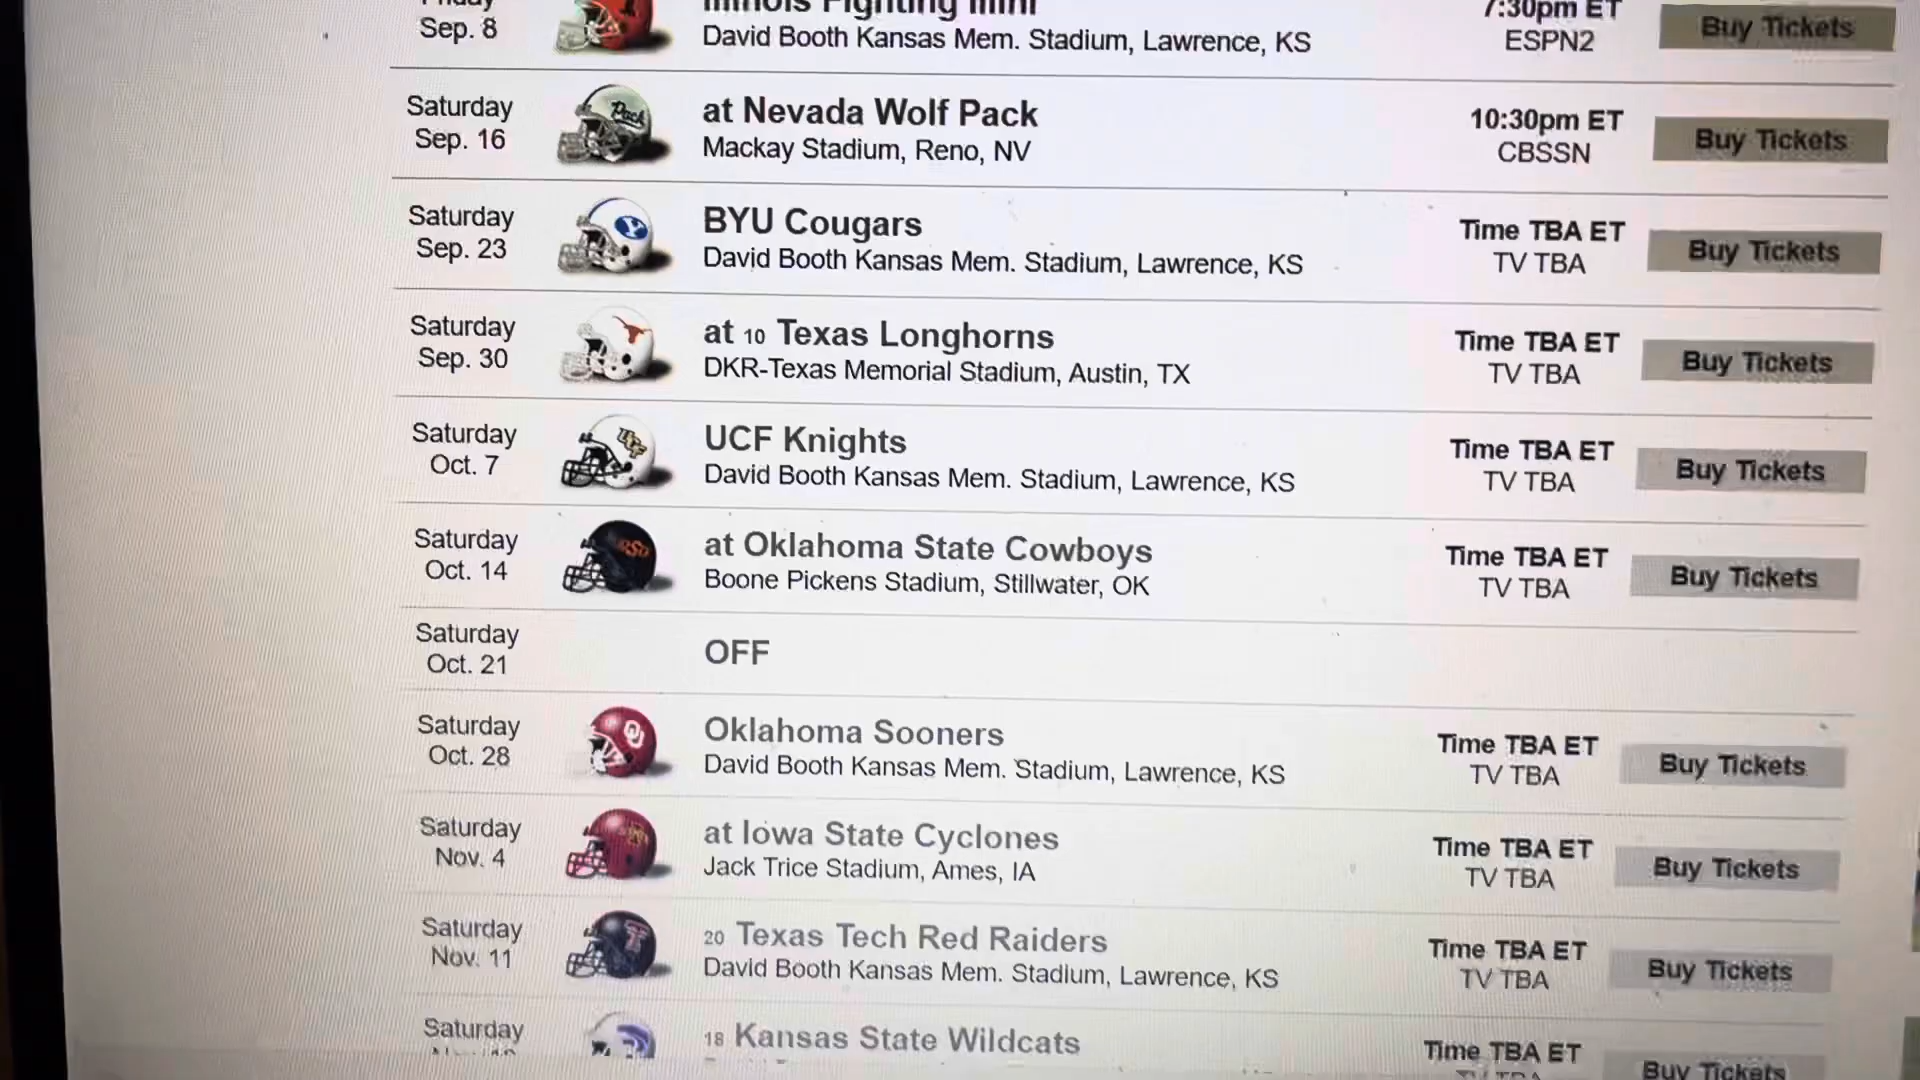 Friday
Sep. 8
Illinois Fighting Illini
David Booth Kansas Mem. Stadium, Lawrence, KS
7:30pm ET
ESPN2
Buy Tickets
Saturday
Sep. 16
Pack
at Nevada Wolf Pack
Mackay Stadium, Reno, NV
10:30pm ET
CBSSN
Buy Tickets
Saturday
Sep. 23
Y
BYU Cougars
David Booth Kansas Mem. Stadium, Lawrence, KS
Time TBA ET
TV TBA
Buy Tickets
Saturday
Sep. 30
at 10 Texas Longhorns
DKR-Texas Memorial Stadium, Austin, TX
Time TBA ET
TV TBA
Buy Tickets
Saturday
Oct. 7
UCF
UCF Knights
David Booth Kansas Mem. Stadium, Lawrence, KS
Time TBA ET
TV TBA
Buy Tickets
Saturday
Oct. 14
OSU
at Oklahoma State Cowboys
Boone Pickens Stadium, Stillwater, OK
Time TBA ET
TV TBA
Buy Tickets
Saturday
Oct. 21
OFF
Saturday
Oct. 28
OU
Oklahoma Sooners
David Booth Kansas Mem. Stadium, Lawrence, KS
Time TBA ET
TV TBA
Buy Tickets
Saturday
Nov. 4
at Iowa State Cyclones
Jack Trice Stadium, Ames, IA
Time TBA ET
TV TBA
Buy Tickets
Saturday
Nov. 11
20 Texas Tech Red Raiders
David Booth Kansas Mem. Stadium, Lawrence, KS
Time TBA ET
TV TBA
Buy Tickets
Saturday
18 Kansas State Wildcats
Time TBA ET
Buy Tickets